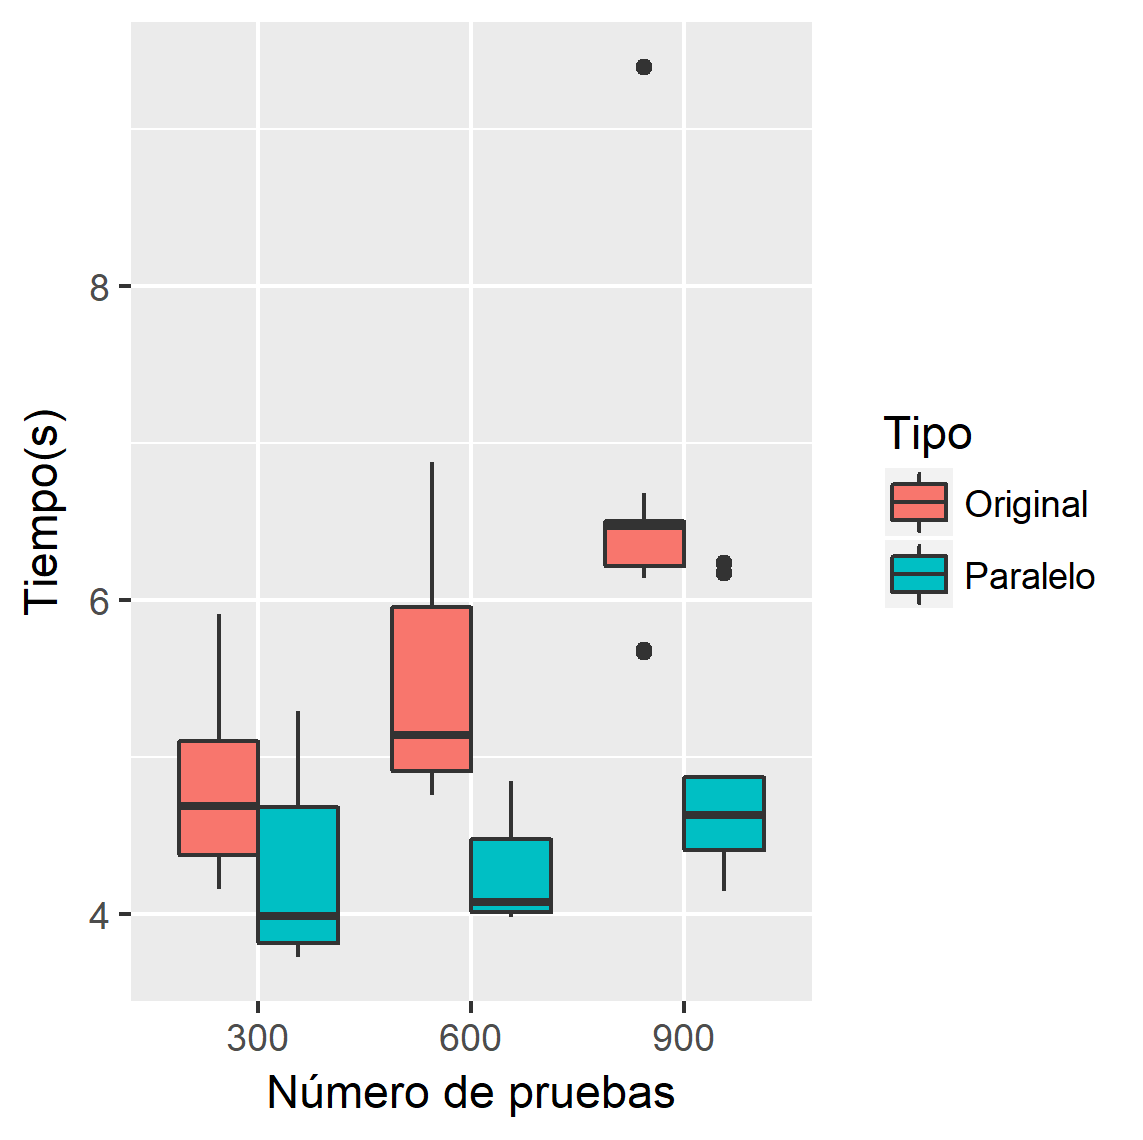 Tiempo(s)
8
6
4
300 600 900
Número de pruebas
Tipo
Original
Paralelo